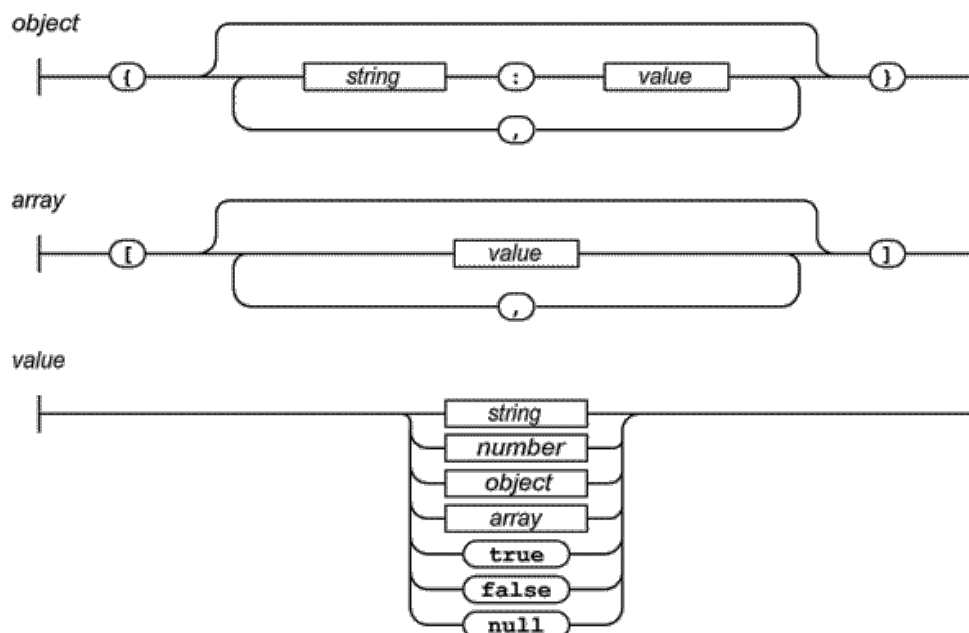 object
{ string : value }
,
array
[ value ]
,
value
string
number
object
array
true
false
null